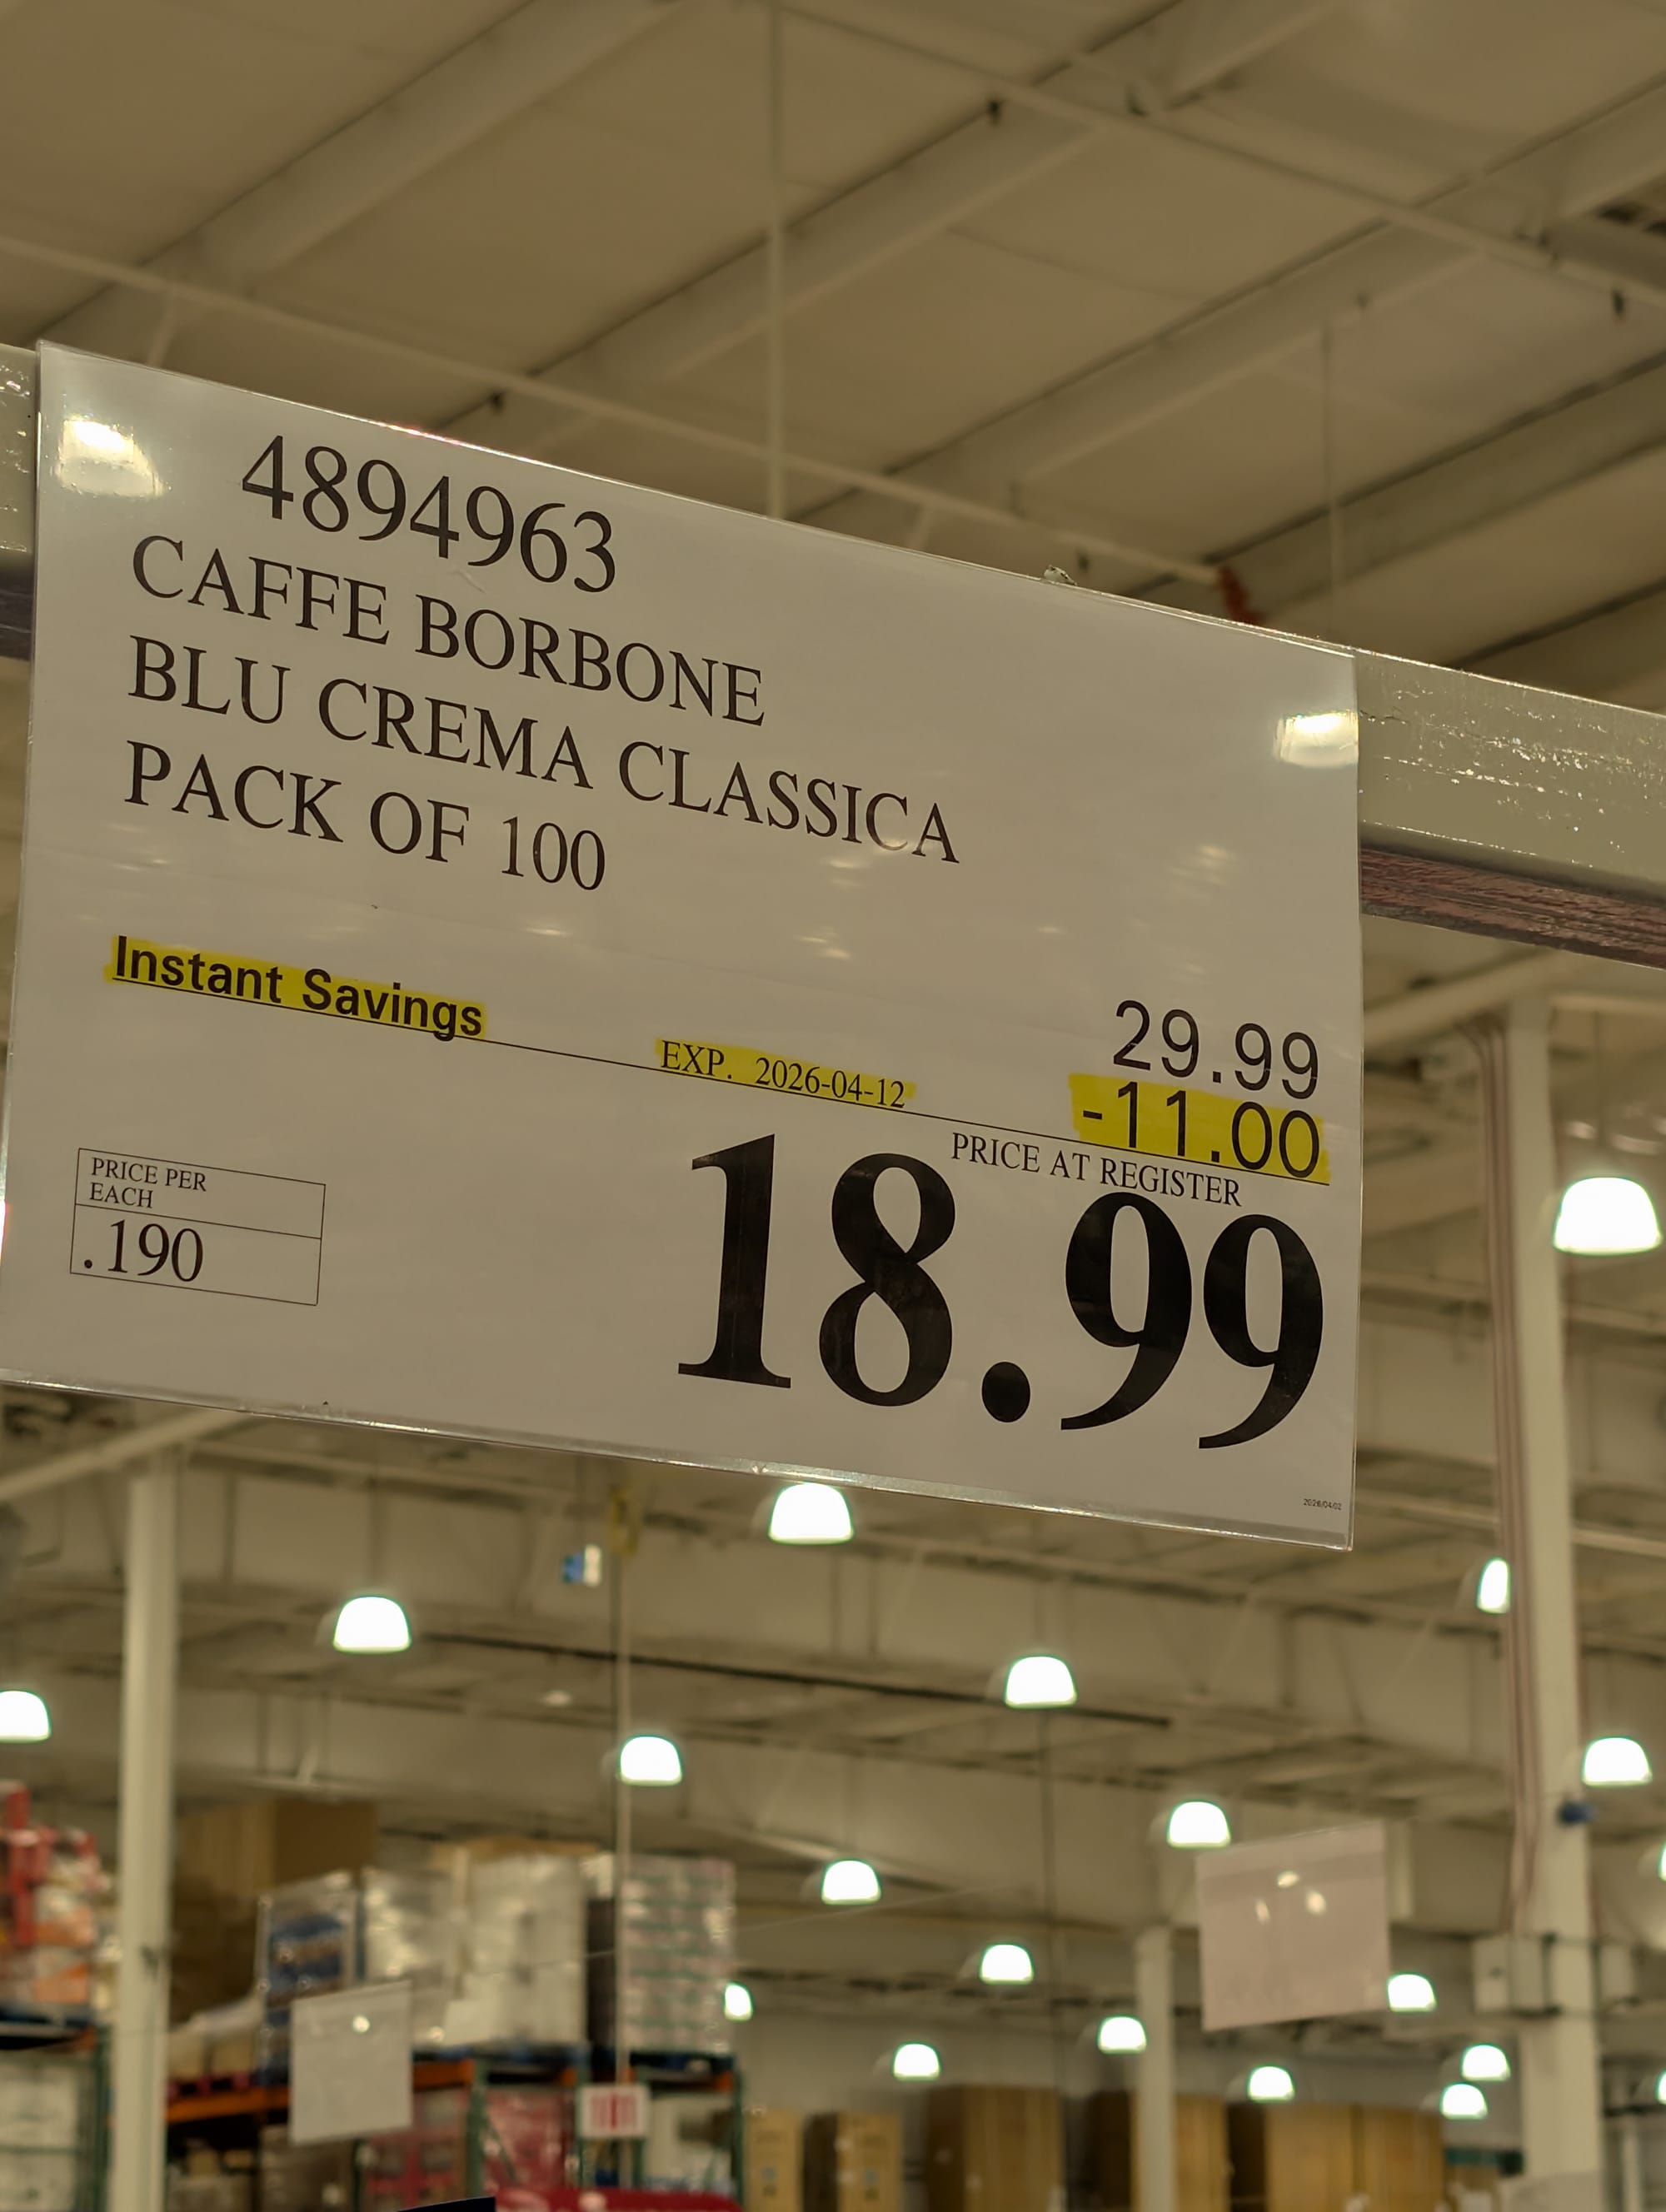 4894963
CAFFE BORBONE
BLU CREMA CLASSICA
PACK OF 100
29.99
Instant Savings EXP. 2026-04-12 -11.00
PRICE AT REGISTER
18.99
PRICE PER
EACH
.190